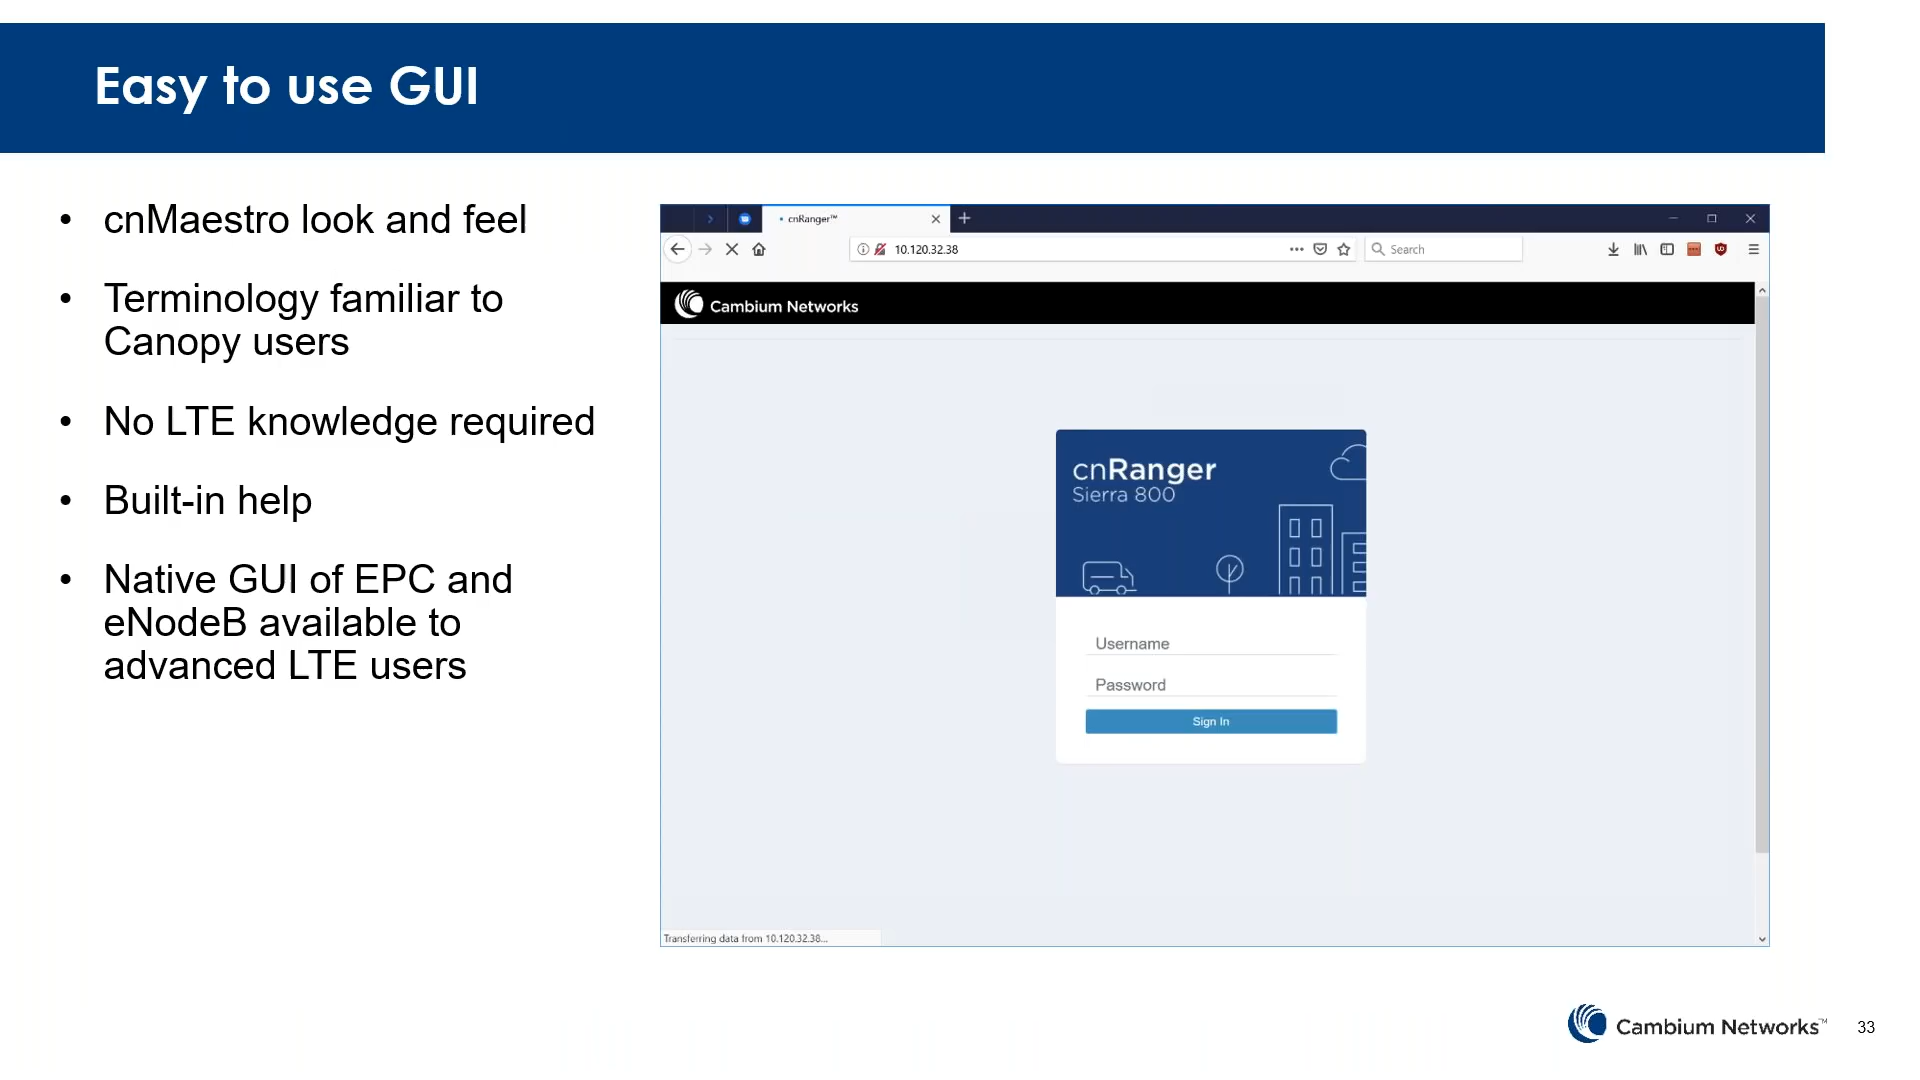 Easy to use GUI
• cnMaestro look and feel
• Terminology familiar to
Canopy users
• No LTE knowledge required
• Built-in help
• Native GUI of EPC and
eNodeB available to
advanced LTE users
cnRanger™
10.120.32.38
Search
Cambium Networks
cnRanger
Sierra 800
Username
Password
Sign In
Transferring data from 10.120.32.38...
Cambium Networks™
33